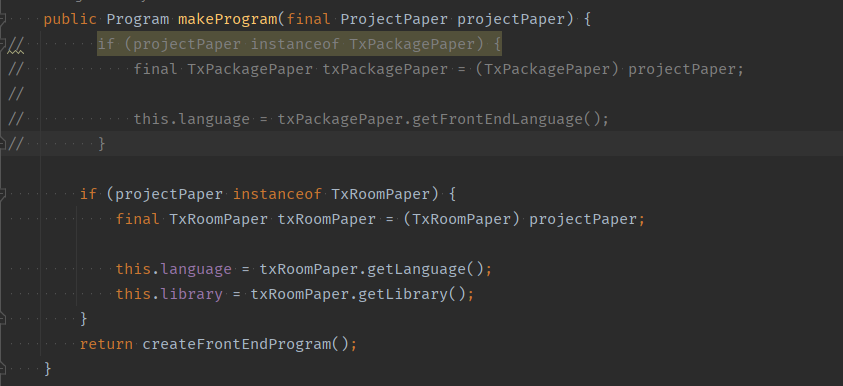 public Program makeProgram(final ProjectPaper projectPaper) {
// if (projectPaper instanceof TxPackagePaper) {
// final TxPackagePaper txPackagePaper = (TxPackagePaper) projectPaper;
//
// this.language = txPackagePaper.getFrontEndLanguage();
// }
if (projectPaper instanceof TxRoomPaper) {
final TxRoomPaper txRoomPaper = (TxRoomPaper) projectPaper;
this.language = txRoomPaper.getLanguage();
this.library = txRoomPaper.getLibrary();
}
return createFrontEndProgram();
}